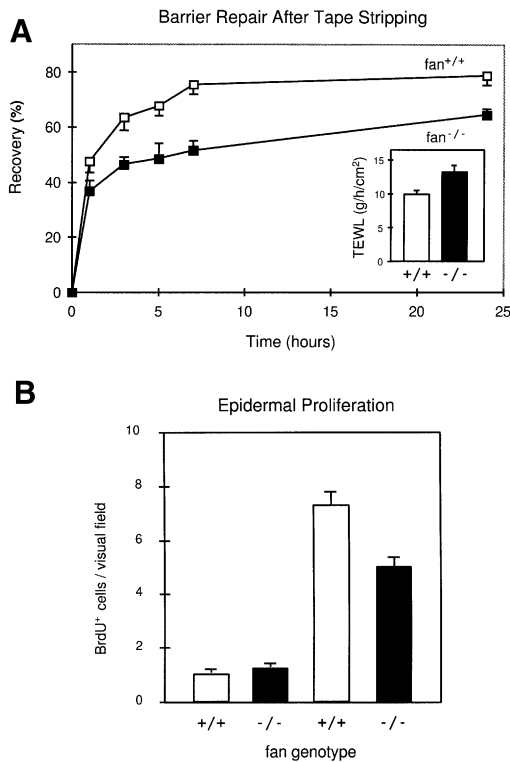 A
Barrier Repair After Tape Stripping
Recovery (%)
80
60
40
20
0
fan+/+
fan-/-
TEWL (g/h/cm2)
15
10
5
0
+/+ -/-
0 5 10 15 20 25
Time (hours)
B
Epidermal Proliferation
BrdU+ cells / visual field
10
8
6
4
2
0
+/+ -/- +/+ -/-
fan genotype